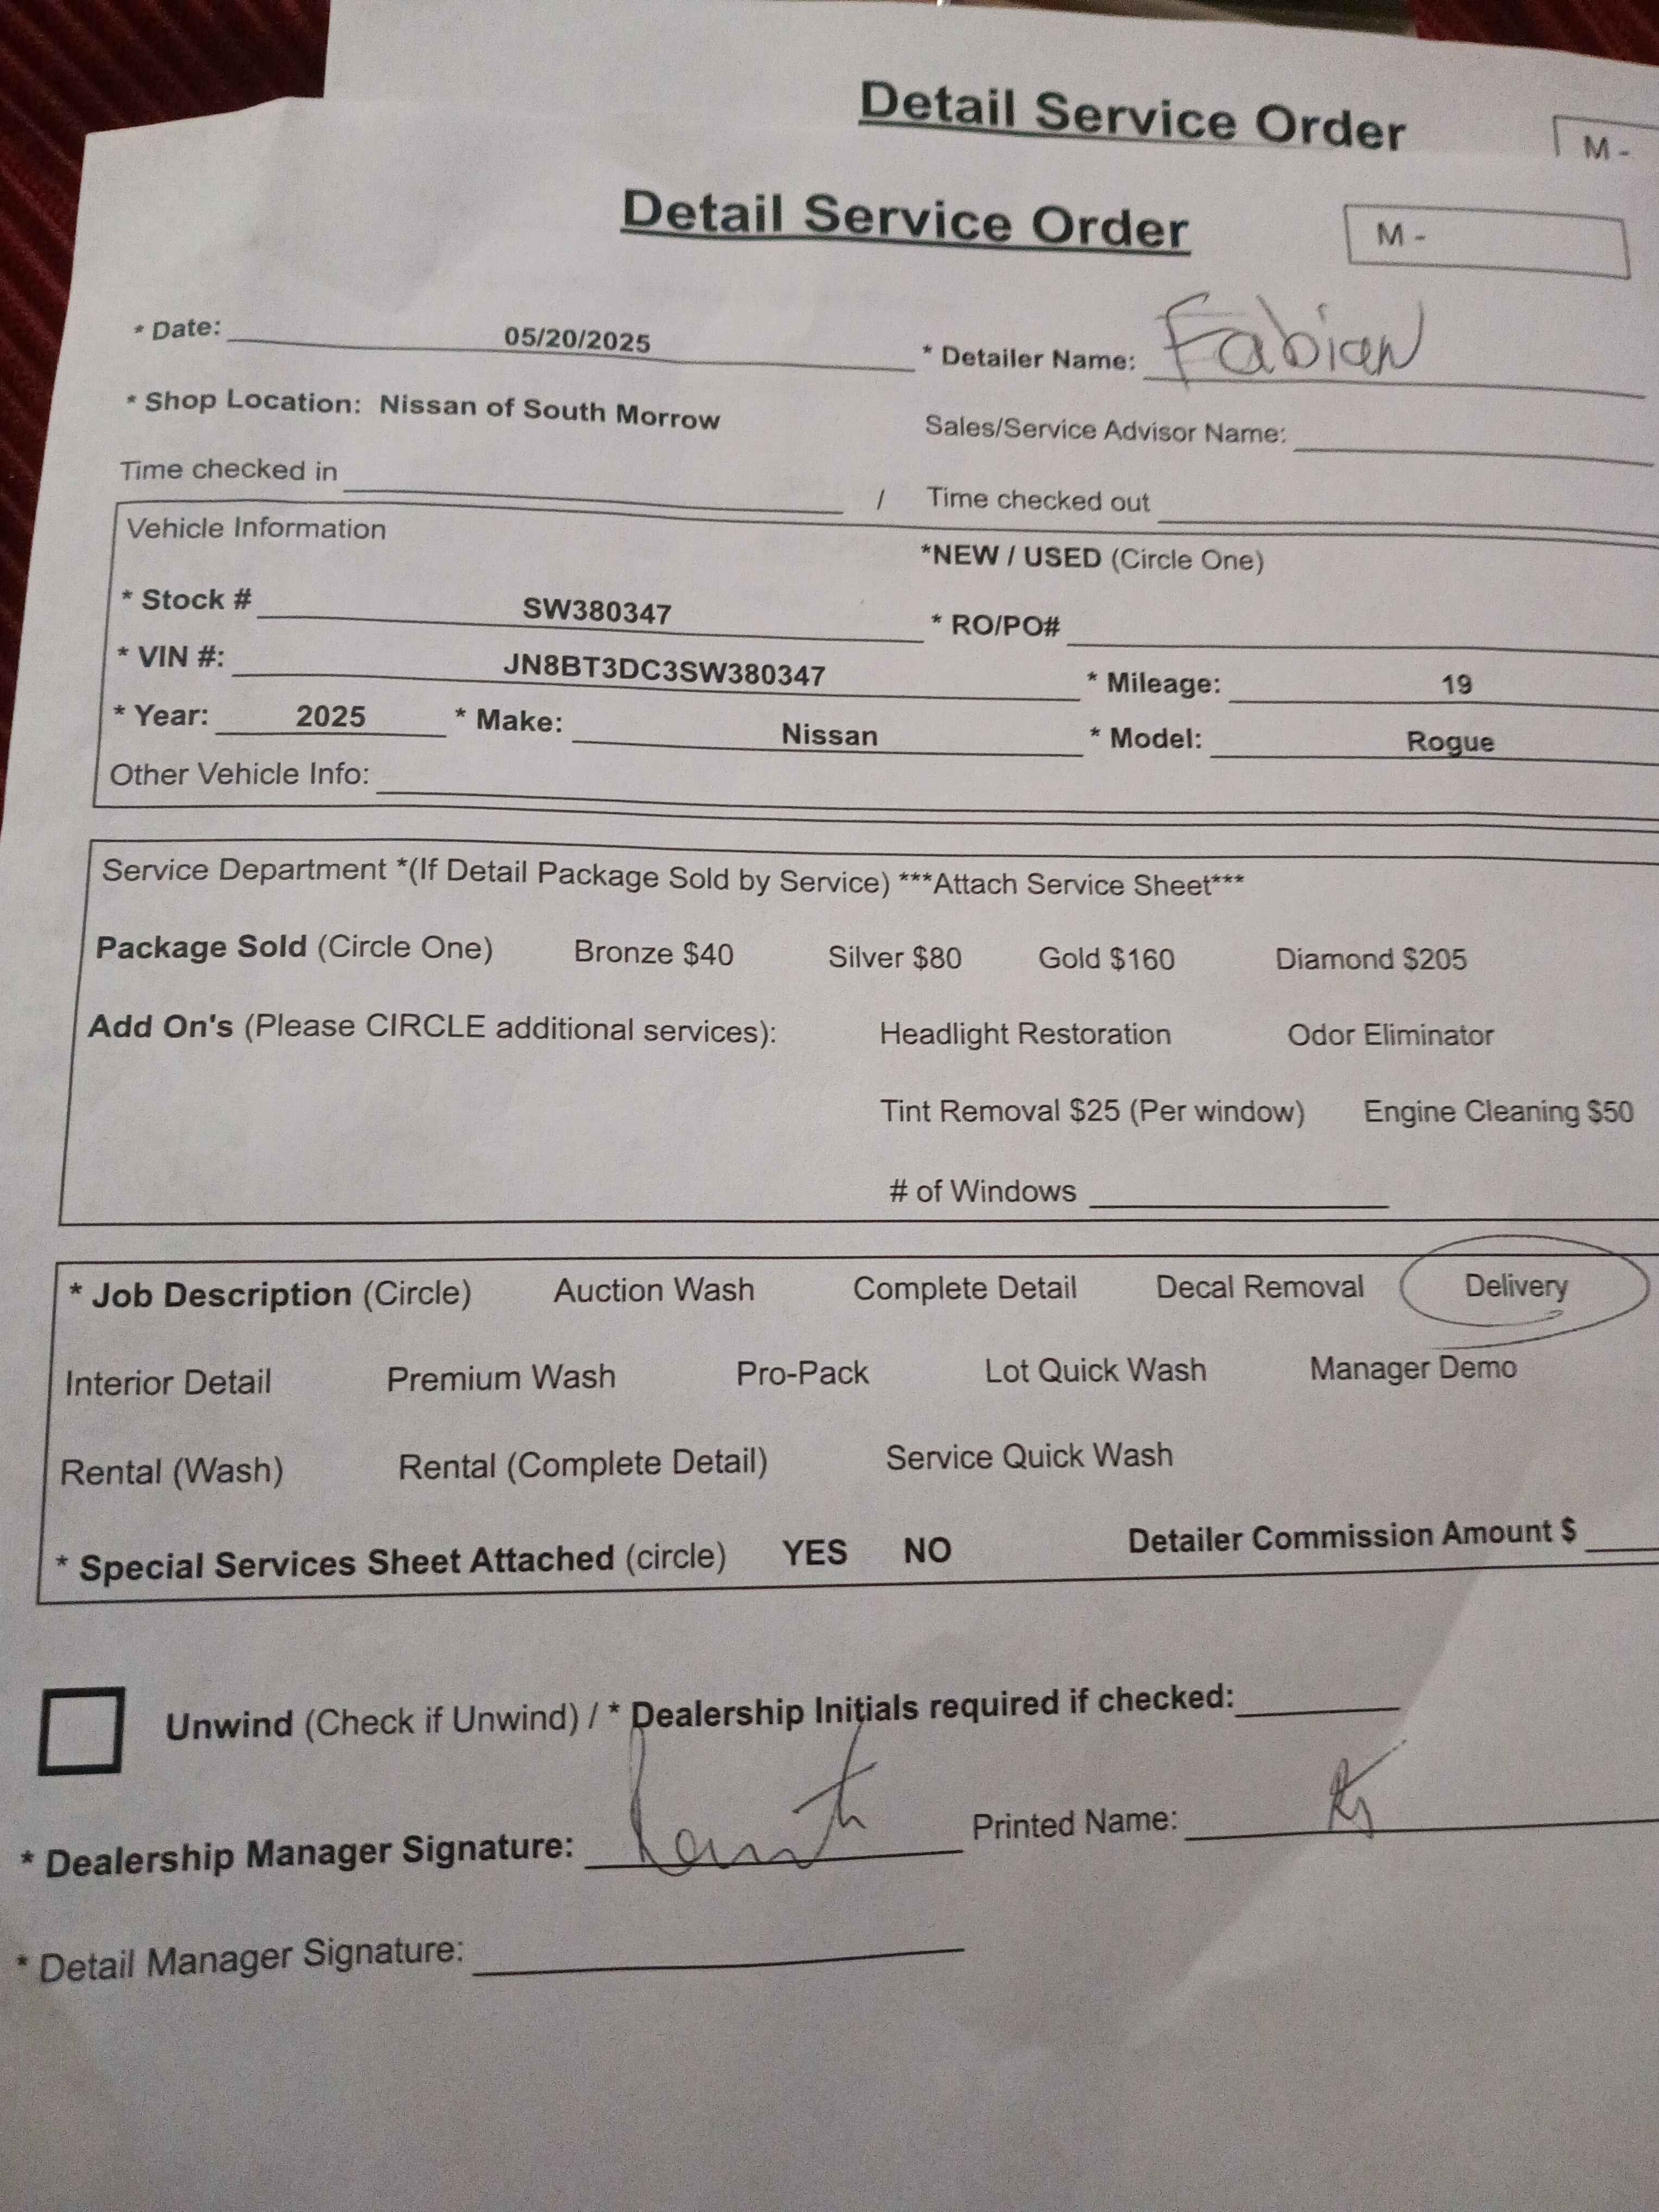 Detail Service Order
M -
Detail Service Order
M -
* Date: 05/20/2025
* Detailer Name: Fabian
* Shop Location: Nissan of South Morrow
Sales/Service Advisor Name:
Time checked in / Time checked out
Vehicle Information
*NEW / USED (Circle One)
* Stock # SW380347
* RO/PO#
* VIN #: JN8BT3DC3SW380347
* Mileage: 19
* Year: 2025 * Make: Nissan * Model: Rogue
Other Vehicle Info:
Service Department *(If Detail Package Sold by Service) ***Attach Service Sheet***
Package Sold (Circle One) Bronze $40 Silver $80 Gold $160 Diamond $205
Add On's (Please CIRCLE additional services): Headlight Restoration Odor Eliminator
Tint Removal $25 (Per window) Engine Cleaning $50
# of Windows
* Job Description (Circle) Auction Wash Complete Detail Decal Removal Delivery
Interior Detail Premium Wash Pro-Pack Lot Quick Wash Manager Demo
Rental (Wash) Rental (Complete Detail) Service Quick Wash
* Special Services Sheet Attached (circle) YES NO Detailer Commission Amount $
Unwind (Check if Unwind) / * Dealership Initials required if checked:
* Dealership Manager Signature: Printed Name:
* Detail Manager Signature: